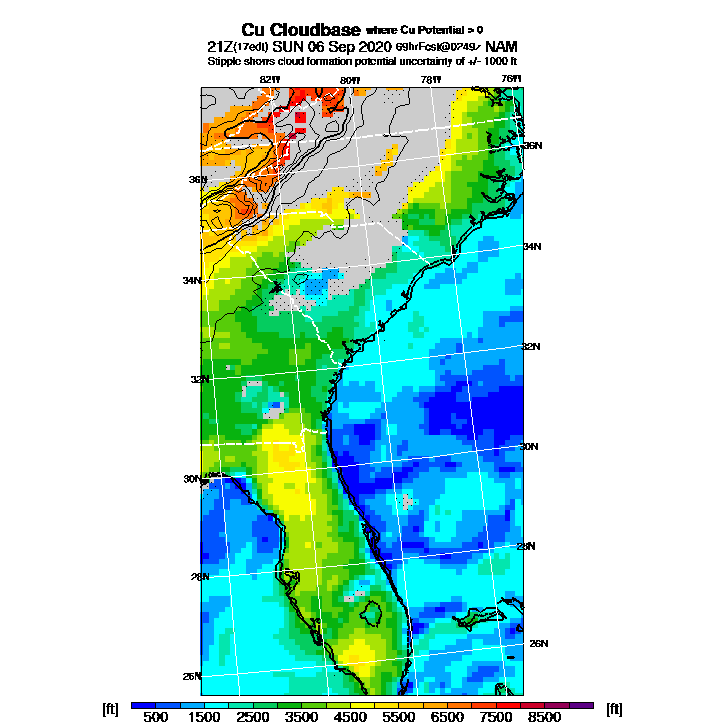 Cu Cloudbase where Cu Potential > 0
21Z(17edt) SUN 06 Sep 2020 69hrFcst@0249z NAM
Stipple shows cloud formation potential uncertainty of +/- 1000 ft
82W 80W 78W 76W
36N
36N
34N
34N
32N
32N
30N
30N
28N
28N
26N
26N
[ft] 500 1500 2500 3500 4500 5500 6500 7500 8500 [ft]